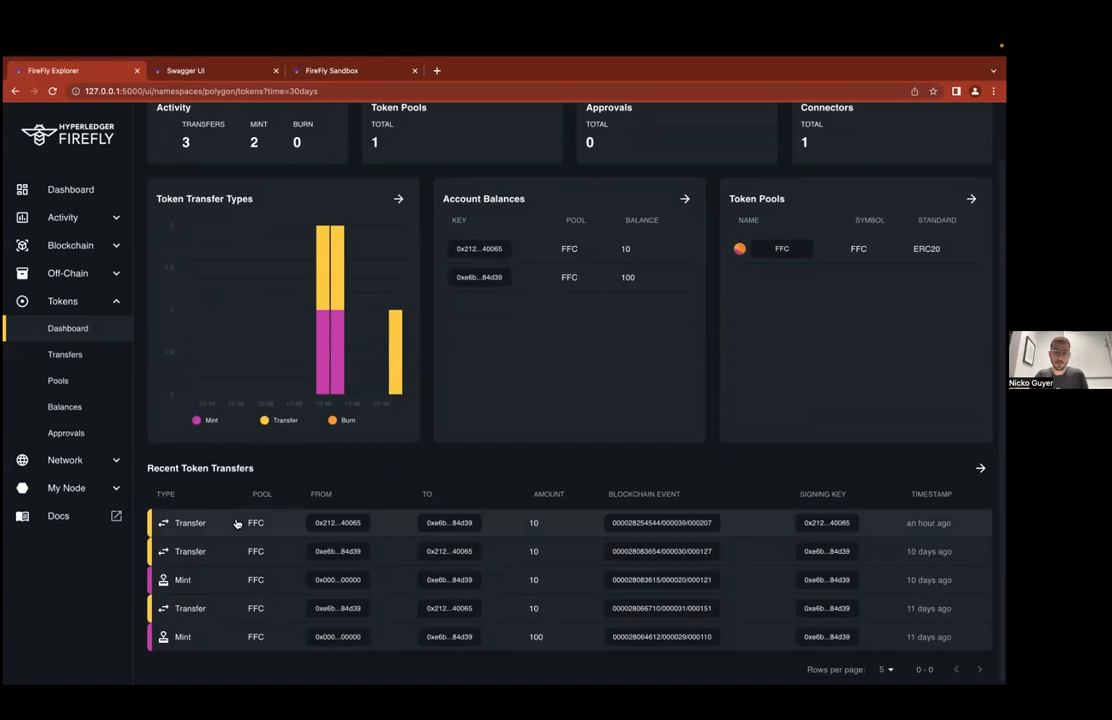 FireFly Explorer
Swagger UI
FireFly Sandbox
127.0.0.1:5000/ui/namespaces/polygon/tokens?time=30days
HYPERLEDGER
FIREFLY
Dashboard
Activity
Blockchain
Off-Chain
Tokens
Dashboard
Transfers
Pools
Balances
Approvals
Network
My Node
Docs
Activity
TRANSFERS MINT BURN
3 2 0
Token Pools
TOTAL
1
Approvals
TOTAL
0
Connectors
TOTAL
1
Token Transfer Types
2
1
0
Mint Transfer Burn
Account Balances
KEY POOL BALANCE
0x212...40065 FFC 10
0xe6b...84d39 FFC 100
Token Pools
NAME SYMBOL STANDARD
FFC FFC ERC20
Recent Token Transfers
TYPE POOL FROM TO AMOUNT BLOCKCHAIN EVENT SIGNING KEY TIMESTAMP
Transfer FFC 0x212...40065 0xe6b...84d39 10 000028254544/000039/000207 0x212...40065 an hour ago
Transfer FFC 0xe6b...84d39 0x212...40065 10 000028083654/000030/000127 0xe6b...84d39 10 days ago
Mint FFC 0x000...00000 0xe6b...84d39 10 000028083615/000020/000121 0xe6b...84d39 10 days ago
Transfer FFC 0xe6b...84d39 0x212...40065 10 000028066710/000031/000151 0xe6b...84d39 11 days ago
Mint FFC 0x000...00000 0xe6b...84d39 100 000028064612/000029/000110 0xe6b...84d39 11 days ago
Rows per page: 5 0 - 0
Nicko Guyer